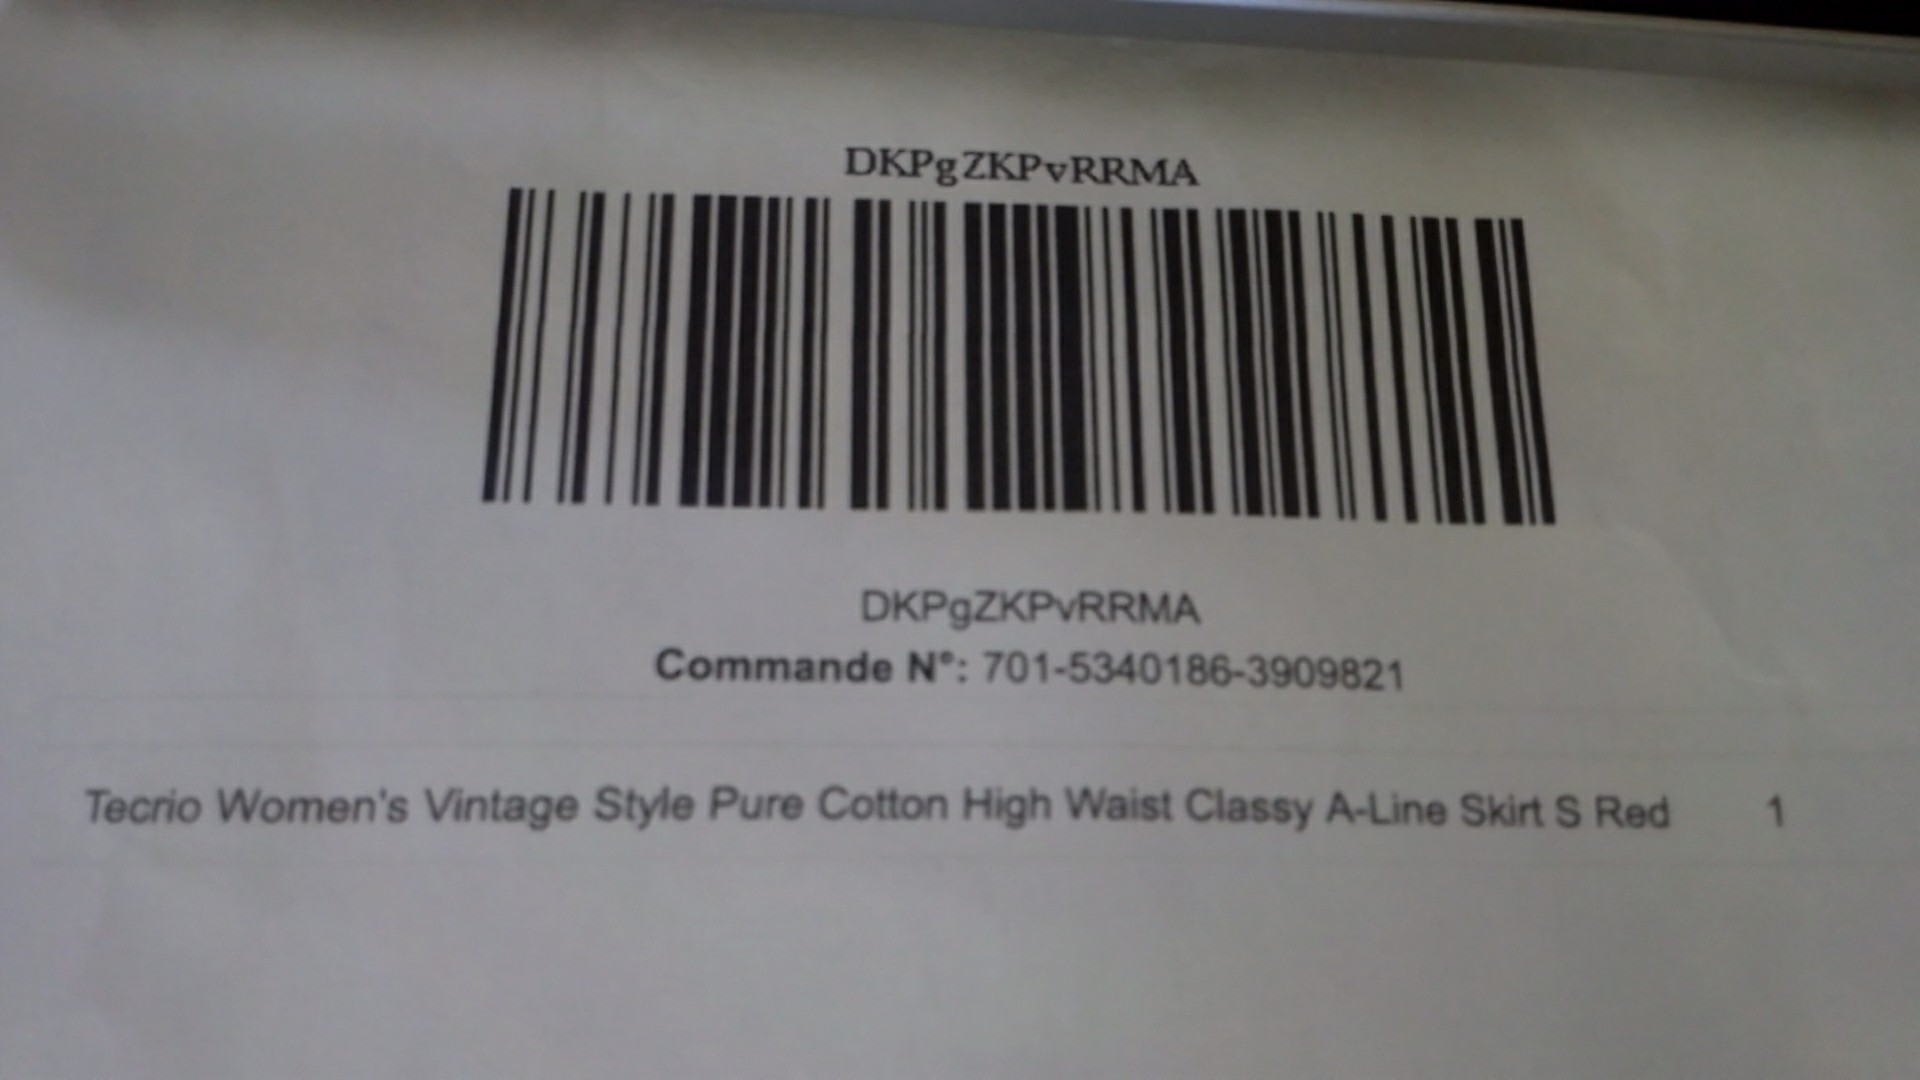 DKPgZKPvRRMA
DKPgZKPvRRMA
Commande N°: 701-5340186-3909821
Tecrio Women's Vintage Style Pure Cotton High Waist Classy A-Line Skirt S Red 1